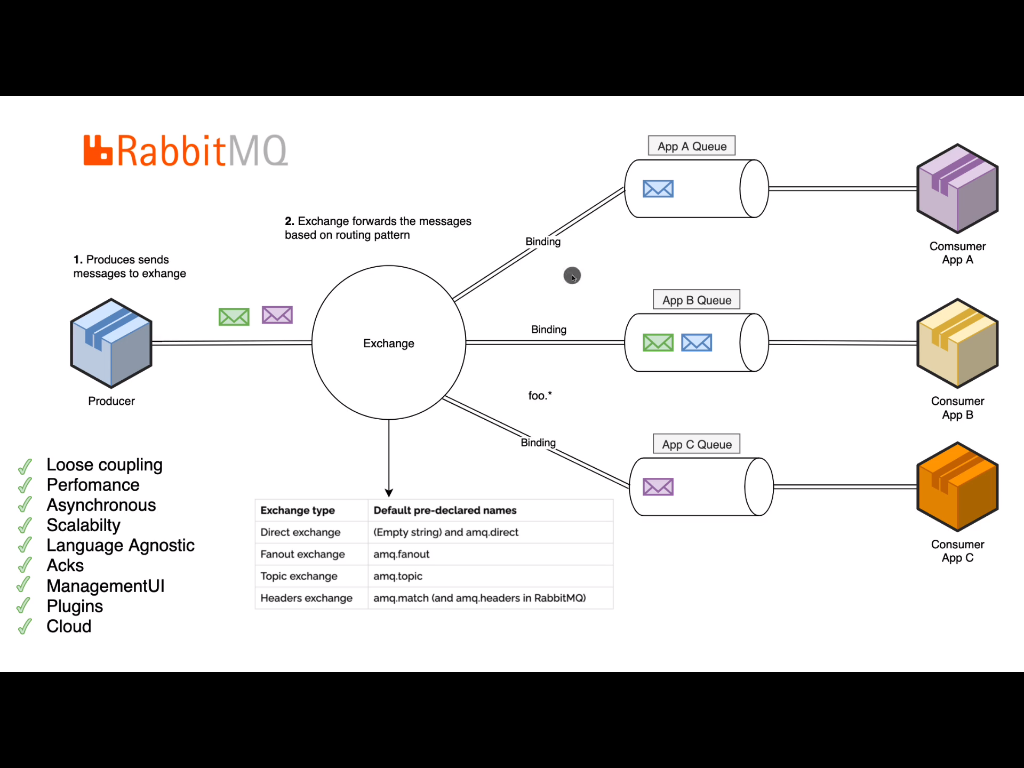 RabbitMQ
App A Queue
Comsumer
App A
2. Exchange forwards the messages
based on routing pattern
Binding
1. Produces sends
messages to exhange
App B Queue
Exchange
Binding
Producer
Consumer
App B
foo.*
Binding
App C Queue
Consumer
App C
Loose coupling
Perfomance
Asynchronous
Scalabilty
Language Agnostic
Acks
ManagementUI
Plugins
Cloud
Exchange type Default pre-declared names
Direct exchange (Empty string) and amq.direct
Fanout exchange amq.fanout
Topic exchange amq.topic
Headers exchange amq.match (and amq.headers in RabbitMQ)